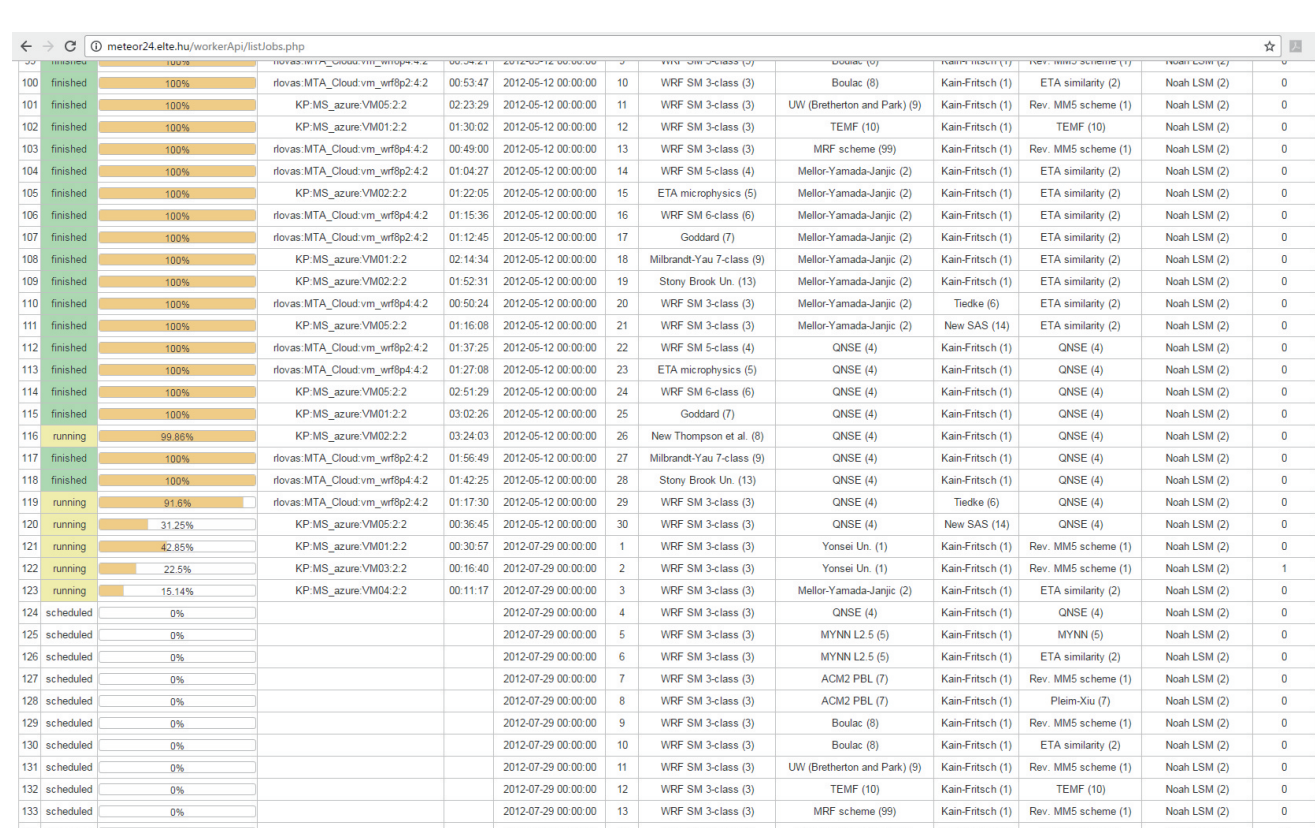 meteor24.elte.hu/workerApi/listJobs.php
100 finished 100% rlovas:MTA_Cloud:vm_wrf8p4:4:2 00:53:47 2012-05-12 00:00:00 10 WRF SM 3-class (3) Boulac (8) Kain-Fritsch (1) ETA similarity (2) Noah LSM (2) 0
101 finished 100% KP:MS_azure:VM05:2:2 02:23:29 2012-05-12 00:00:00 11 WRF SM 3-class (3) UW (Bretherton and Park) (9) Kain-Fritsch (1) Rev. MM5 scheme (1) Noah LSM (2) 0
102 finished 100% KP:MS_azure:VM01:2:2 01:30:02 2012-05-12 00:00:00 12 WRF SM 3-class (3) TEMF (10) Kain-Fritsch (1) TEMF (10) Noah LSM (2) 0
103 finished 100% rlovas:MTA_Cloud:vm_wrf8p4:4:2 00:49:00 2012-05-12 00:00:00 13 WRF SM 3-class (3) MRF scheme (99) Kain-Fritsch (1) Rev. MM5 scheme (1) Noah LSM (2) 0
104 finished 100% rlovas:MTA_Cloud:vm_wrf8p4:4:2 01:04:27 2012-05-12 00:00:00 14 WRF SM 5-class (4) Mellor-Yamada-Janjic (2) Kain-Fritsch (1) ETA similarity (2) Noah LSM (2) 0
105 finished 100% KP:MS_azure:VM02:2:2 01:22:05 2012-05-12 00:00:00 15 ETA microphysics (5) Mellor-Yamada-Janjic (2) Kain-Fritsch (1) ETA similarity (2) Noah LSM (2) 0
106 finished 100% rlovas:MTA_Cloud:vm_wrf8p4:4:2 01:15:36 2012-05-12 00:00:00 16 WRF SM 6-class (6) Mellor-Yamada-Janjic (2) Kain-Fritsch (1) ETA similarity (2) Noah LSM (2) 0
107 finished 100% rlovas:MTA_Cloud:vm_wrf8p2:4:2 01:12:45 2012-05-12 00:00:00 17 Goddard (7) Mellor-Yamada-Janjic (2) Kain-Fritsch (1) ETA similarity (2) Noah LSM (2) 0
108 finished 100% KP:MS_azure:VM01:2:2 02:14:34 2012-05-12 00:00:00 18 Milbrandt-Yau 7-class (9) Mellor-Yamada-Janjic (2) Kain-Fritsch (1) ETA similarity (2) Noah LSM (2) 0
109 finished 100% KP:MS_azure:VM02:2:2 01:52:31 2012-05-12 00:00:00 19 Stony Brook Un. (13) Mellor-Yamada-Janjic (2) Kain-Fritsch (1) ETA similarity (2) Noah LSM (2) 0
110 finished 100% rlovas:MTA_Cloud:vm_wrf8p4:4:2 00:50:24 2012-05-12 00:00:00 20 WRF SM 3-class (3) Mellor-Yamada-Janjic (2) Tiedke (6) ETA similarity (2) Noah LSM (2) 0
111 finished 100% KP:MS_azure:VM05:2:2 01:16:08 2012-05-12 00:00:00 21 WRF SM 3-class (3) Mellor-Yamada-Janjic (2) New SAS (14) ETA similarity (2) Noah LSM (2) 0
112 finished 100% rlovas:MTA_Cloud:vm_wrf8p2:4:2 01:37:25 2012-05-12 00:00:00 22 WRF SM 5-class (4) QNSE (4) Kain-Fritsch (1) QNSE (4) Noah LSM (2) 0
113 finished 100% rlovas:MTA_Cloud:vm_wrf8p4:4:2 01:27:08 2012-05-12 00:00:00 23 ETA microphysics (5) QNSE (4) Kain-Fritsch (1) QNSE (4) Noah LSM (2) 0
114 finished 100% KP:MS_azure:VM05:2:2 02:51:29 2012-05-12 00:00:00 24 WRF SM 6-class (6) QNSE (4) Kain-Fritsch (1) QNSE (4) Noah LSM (2) 0
115 finished 100% KP:MS_azure:VM01:2:2 03:02:26 2012-05-12 00:00:00 25 Goddard (7) QNSE (4) Kain-Fritsch (1) QNSE (4) Noah LSM (2) 0
116 running 99.86% KP:MS_azure:VM02:2:2 03:24:03 2012-05-12 00:00:00 26 New Thompson et al. (8) QNSE (4) Kain-Fritsch (1) QNSE (4) Noah LSM (2) 0
117 finished 100% rlovas:MTA_Cloud:vm_wrf8p2:4:2 01:56:49 2012-05-12 00:00:00 27 Milbrandt-Yau 7-class (9) QNSE (4) Kain-Fritsch (1) QNSE (4) Noah LSM (2) 0
118 finished 100% rlovas:MTA_Cloud:vm_wrf8p2:4:2 01:42:25 2012-05-12 00:00:00 28 Stony Brook Un. (13) QNSE (4) Kain-Fritsch (1) QNSE (4) Noah LSM (2) 0
119 running 91.6% rlovas:MTA_Cloud:vm_wrf8p2:4:2 01:17:30 2012-05-12 00:00:00 29 WRF SM 3-class (3) QNSE (4) Tiedke (6) QNSE (4) Noah LSM (2) 0
120 running 31.25% KP:MS_azure:VM05:2:2 00:36:45 2012-05-12 00:00:00 30 WRF SM 3-class (3) QNSE (4) New SAS (14) QNSE (4) Noah LSM (2) 0
121 running 42.85% KP:MS_azure:VM01:2:2 00:30:57 2012-07-29 00:00:00 1 WRF SM 3-class (3) Yonsei Un. (1) Kain-Fritsch (1) Rev. MM5 scheme (1) Noah LSM (2) 0
122 running 22.5% KP:MS_azure:VM03:2:2 00:16:40 2012-07-29 00:00:00 2 WRF SM 3-class (3) Yonsei Un. (1) Kain-Fritsch (1) Rev. MM5 scheme (1) Noah LSM (2) 1
123 running 15.14% KP:MS_azure:VM04:2:2 00:11:17 2012-07-29 00:00:00 3 WRF SM 3-class (3) Mellor-Yamada-Janjic (2) Kain-Fritsch (1) ETA similarity (2) Noah LSM (2) 0
124 scheduled 0% 2012-07-29 00:00:00 4 WRF SM 3-class (3) QNSE (4) Kain-Fritsch (1) QNSE (4) Noah LSM (2) 0
125 scheduled 0% 2012-07-29 00:00:00 5 WRF SM 3-class (3) MYNN L2.5 (5) Kain-Fritsch (1) MYNN (5) Noah LSM (2) 0
126 scheduled 0% 2012-07-29 00:00:00 6 WRF SM 3-class (3) MYNN L2.5 (5) Kain-Fritsch (1) ETA similarity (2) Noah LSM (2) 0
127 scheduled 0% 2012-07-29 00:00:00 7 WRF SM 3-class (3) ACM2 PBL (7) Kain-Fritsch (1) Rev. MM5 scheme (1) Noah LSM (2) 0
128 scheduled 0% 2012-07-29 00:00:00 8 WRF SM 3-class (3) ACM2 PBL (7) Kain-Fritsch (1) Pleim-Xiu (7) Noah LSM (2) 0
129 scheduled 0% 2012-07-29 00:00:00 9 WRF SM 3-class (3) Boulac (8) Kain-Fritsch (1) Rev. MM5 scheme (1) Noah LSM (2) 0
130 scheduled 0% 2012-07-29 00:00:00 10 WRF SM 3-class (3) Boulac (8) Kain-Fritsch (1) ETA similarity (2) Noah LSM (2) 0
131 scheduled 0% 2012-07-29 00:00:00 11 WRF SM 3-class (3) UW (Bretherton and Park) (9) Kain-Fritsch (1) Rev. MM5 scheme (1) Noah LSM (2) 0
132 scheduled 0% 2012-07-29 00:00:00 12 WRF SM 3-class (3) TEMF (10) Kain-Fritsch (1) TEMF (10) Noah LSM (2) 0
133 scheduled 0% 2012-07-29 00:00:00 13 WRF SM 3-class (3) MRF scheme (99) Kain-Fritsch (1) Rev. MM5 scheme (1) Noah LSM (2) 0